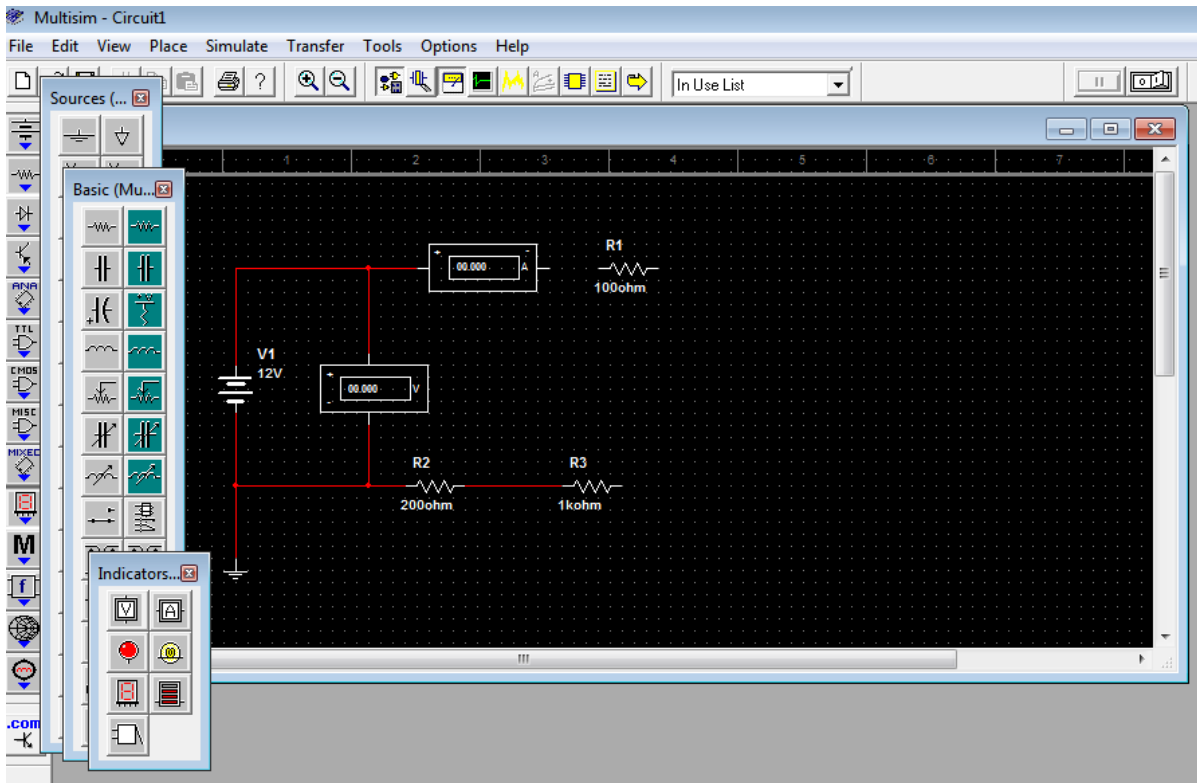 Multisim - Circuit1
File Edit View Place Simulate Transfer Tools Options Help
? In Use List
Sources (...
Basic (Mu...
1 2 3 4 5 6 7
ANA
TTL
CMOS
MISC
MIXED
M
f
.com
+ - 
00.000 A
R1
100ohm
V1
12V
+
00.000 V
-
R2
200ohm
R3
1kohm
Indicators...
V A